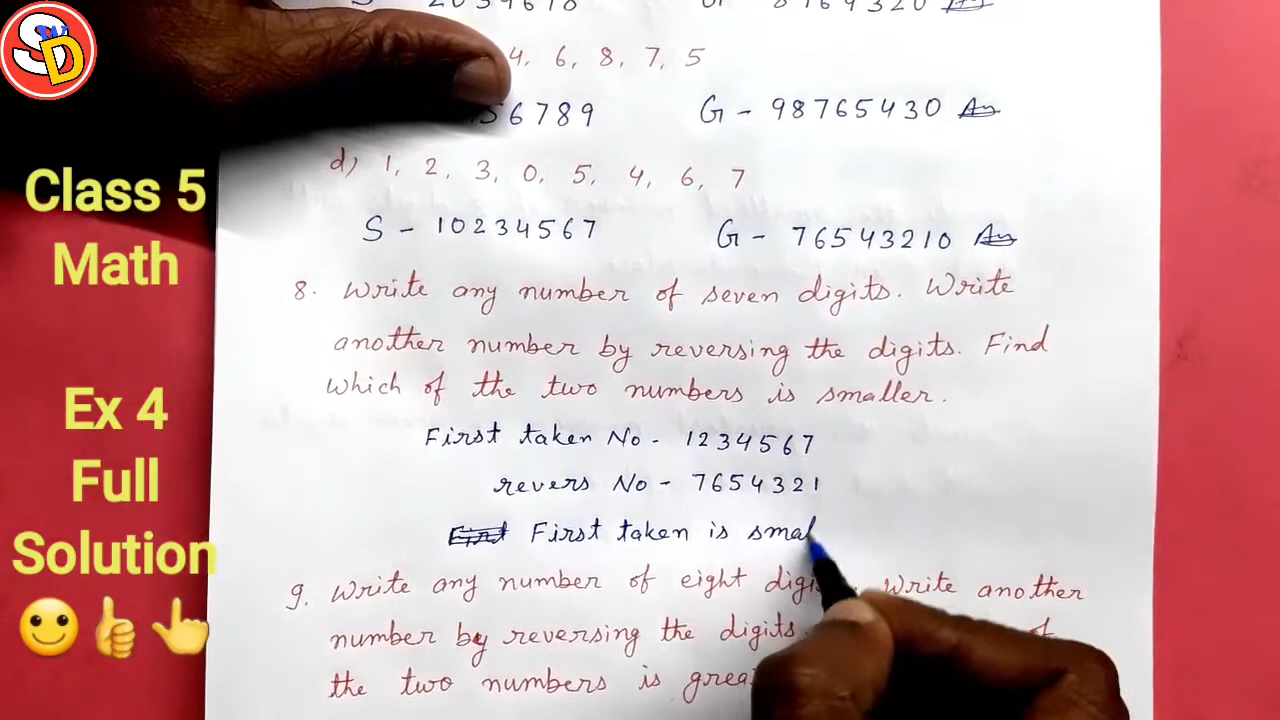 SWD
4, 6, 8, 7, 5
56789 G - 98765430 Ans
d) 1, 2, 3, 0, 5, 4, 6, 7
S - 10234567 G - 76543210 Ans
8. Write any number of seven digits. Write
another number by reversing the digits. Find
which of the two numbers is smaller.
First taken No - 1234567
revers No - 7654321
First taken is smal
9. Write any number of eight digi Write another
number by reversing the digits. of
the two numbers is grea
Class 5
Math
Ex 4
Full
Solution